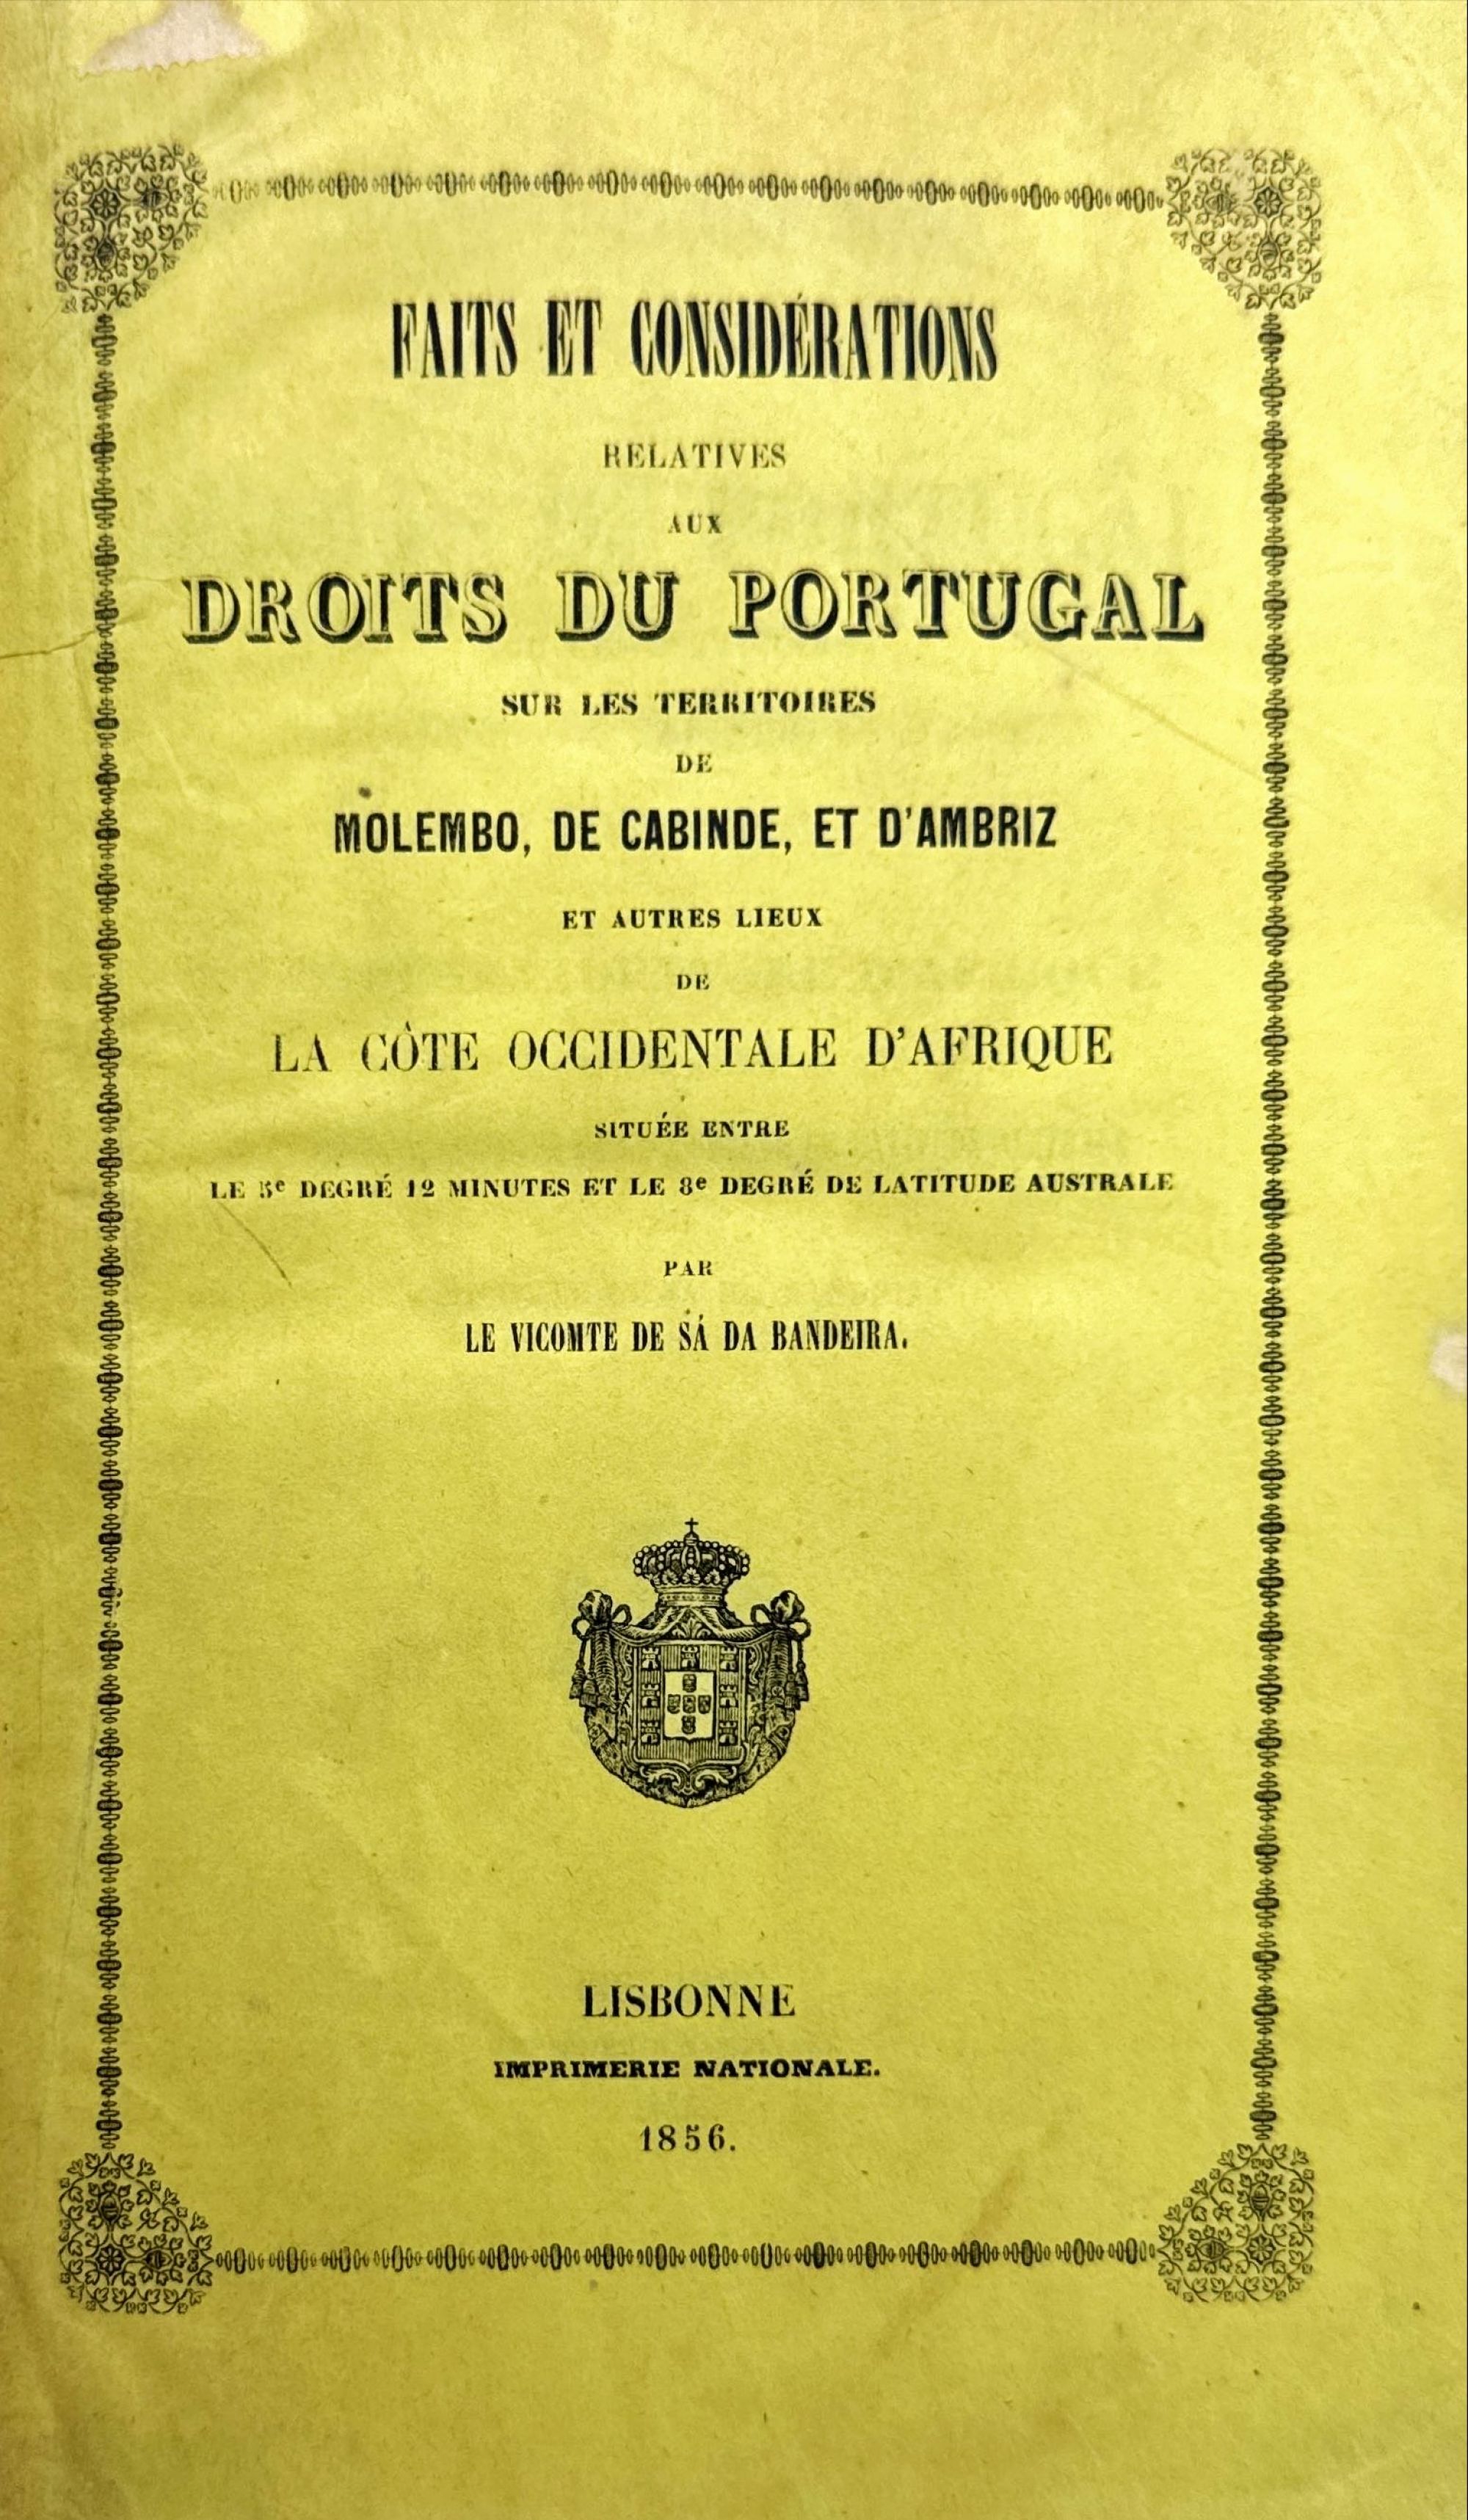 FAITS ET CONSIDÉRATIONS
RELATIVES
AUX
DROITS DU PORTUGAL
SUR LES TERRITOIRES
DE
MOLEMBO, DE CABINDE, ET D'AMBRIZ
ET AUTRES LIEUX
DE
LA CÔTE OCCIDENTALE D'AFRIQUE
SITUÉE ENTRE
LE 5e DEGRÉ 12 MINUTES ET LE 8e DEGRÉ DE LATITUDE AUSTRALE
PAR
LE VICOMTE DE SÁ DA BANDEIRA.
LISBONNE
IMPRIMERIE NATIONALE.
1856.